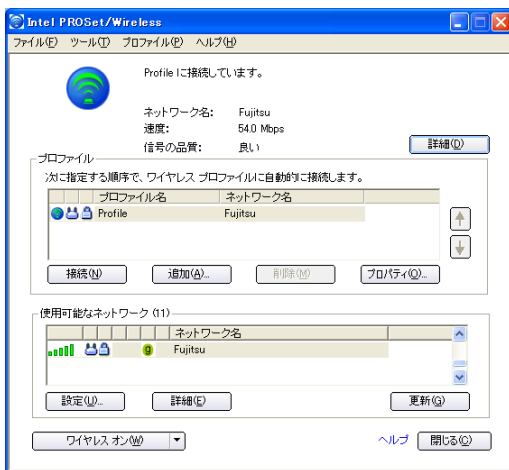 Intel PROSet/Wireless
ファイル(F) ツール(T) プロファイル(P) ヘルプ(H)
Profile に接続しています。
ネットワーク名: Fujitsu
速度: 54.0 Mbps
信号の品質: 良い
詳細(D)
プロファイル
次に指定する順序で、ワイヤレス プロファイルに自動的に接続します。
プロファイル名 ネットワーク名
Profile Fujitsu
接続(N) 追加(A)... 削除(M) プロパティ(O)...
使用可能なネットワーク (11)
ネットワーク名
g Fujitsu
設定(U)... 詳細(E) 更新(G)
ワイヤレス オン(W) ヘルプ 閉じる(C)